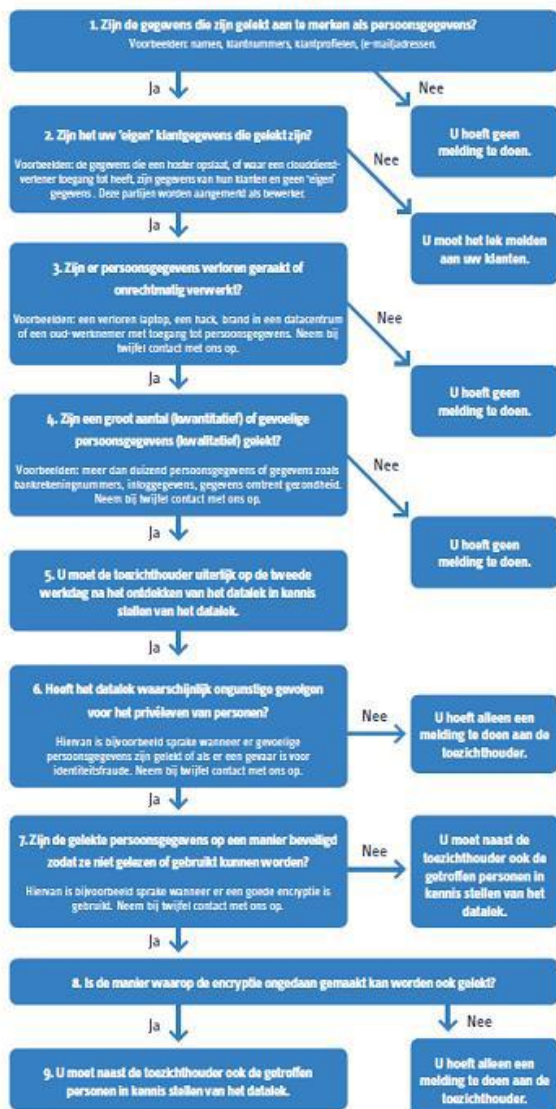 1. Zijn de gegevens die zijn gelekt aan te merken als persoonsgegevens?
Voorbeelden: namen, klantnummers, klantprofielen, (e-mail)adressen.
Ja
Nee
2. Zijn het uw 'eigen' klantgegevens die gelekt zijn?
Voorbeelden: de gegevens die een hoster opslaat, of waar een clouddienst-
verlener toegang tot heeft, zijn gegevens van hun klanten en geen "eigen"
gegevens. Deze partijen worden aangemerkt als bewerker.
U hoeft geen
melding te doen.
Nee
Ja
U moet het lek melden
aan uw klanten.
3. Zijn er persoonsgegevens verloren geraakt of
onrechtmatig verwerkt?
Voorbeelden: een verloren laptop, een hack, brand in een datacentrum
of een oud-werknemer met toegang tot persoonsgegevens. Neem bij
twijfel contact met ons op.
Nee
Ja
U hoeft geen
melding te doen.
4. Zijn een groot aantal (kwantitatief) of gevoelige
persoonsgegevens (kwalitatief) gelekt?
Voorbeelden: meer dan duizend persoonsgegevens of gegevens zoals
bankrekeningnummers, inloggegevens, gegevens omtrent gezondheid.
Neem bij twijfel contact met ons op.
Nee
Ja
U hoeft geen
melding te doen.
5. U moet de toezichthouder uiterlijk op de tweede
werkdag na het ontdekken van het datalek in kennis
stellen van het datalek.
Ja
6. Heeft het datalek waarschijnlijk ongunstige gevolgen
voor het privéleven van personen?
Hiervan is bijvoorbeeld sprake wanneer er gevoelige
persoonsgegevens zijn gelekt of als er een gevaar is voor
identiteitsfraude. Neem bij twijfel contact met ons op.
Nee
U hoeft alleen een
melding te doen aan de
toezichthouder.
Ja
7. Zijn de gelekte persoonsgegevens op een manier beveiligd
zodat ze niet gelezen of gebruikt kunnen worden?
Hiervan is bijvoorbeeld sprake wanneer er een goede encryptie is
gebruikt. Neem bij twijfel contact met ons op.
Nee
U moet naast de
toezichthouder ook de
getroffen personen in
kennis stellen van het
datalek.
Ja
8. Is de manier waarop de encryptie ongedaan gemaakt kan worden ook gelekt?
Ja
Nee
9. U moet naast de toezichthouder ook de getroffen
personen in kennis stellen van het datalek.
U hoeft alleen een
melding te doen aan de
toezichthouder.